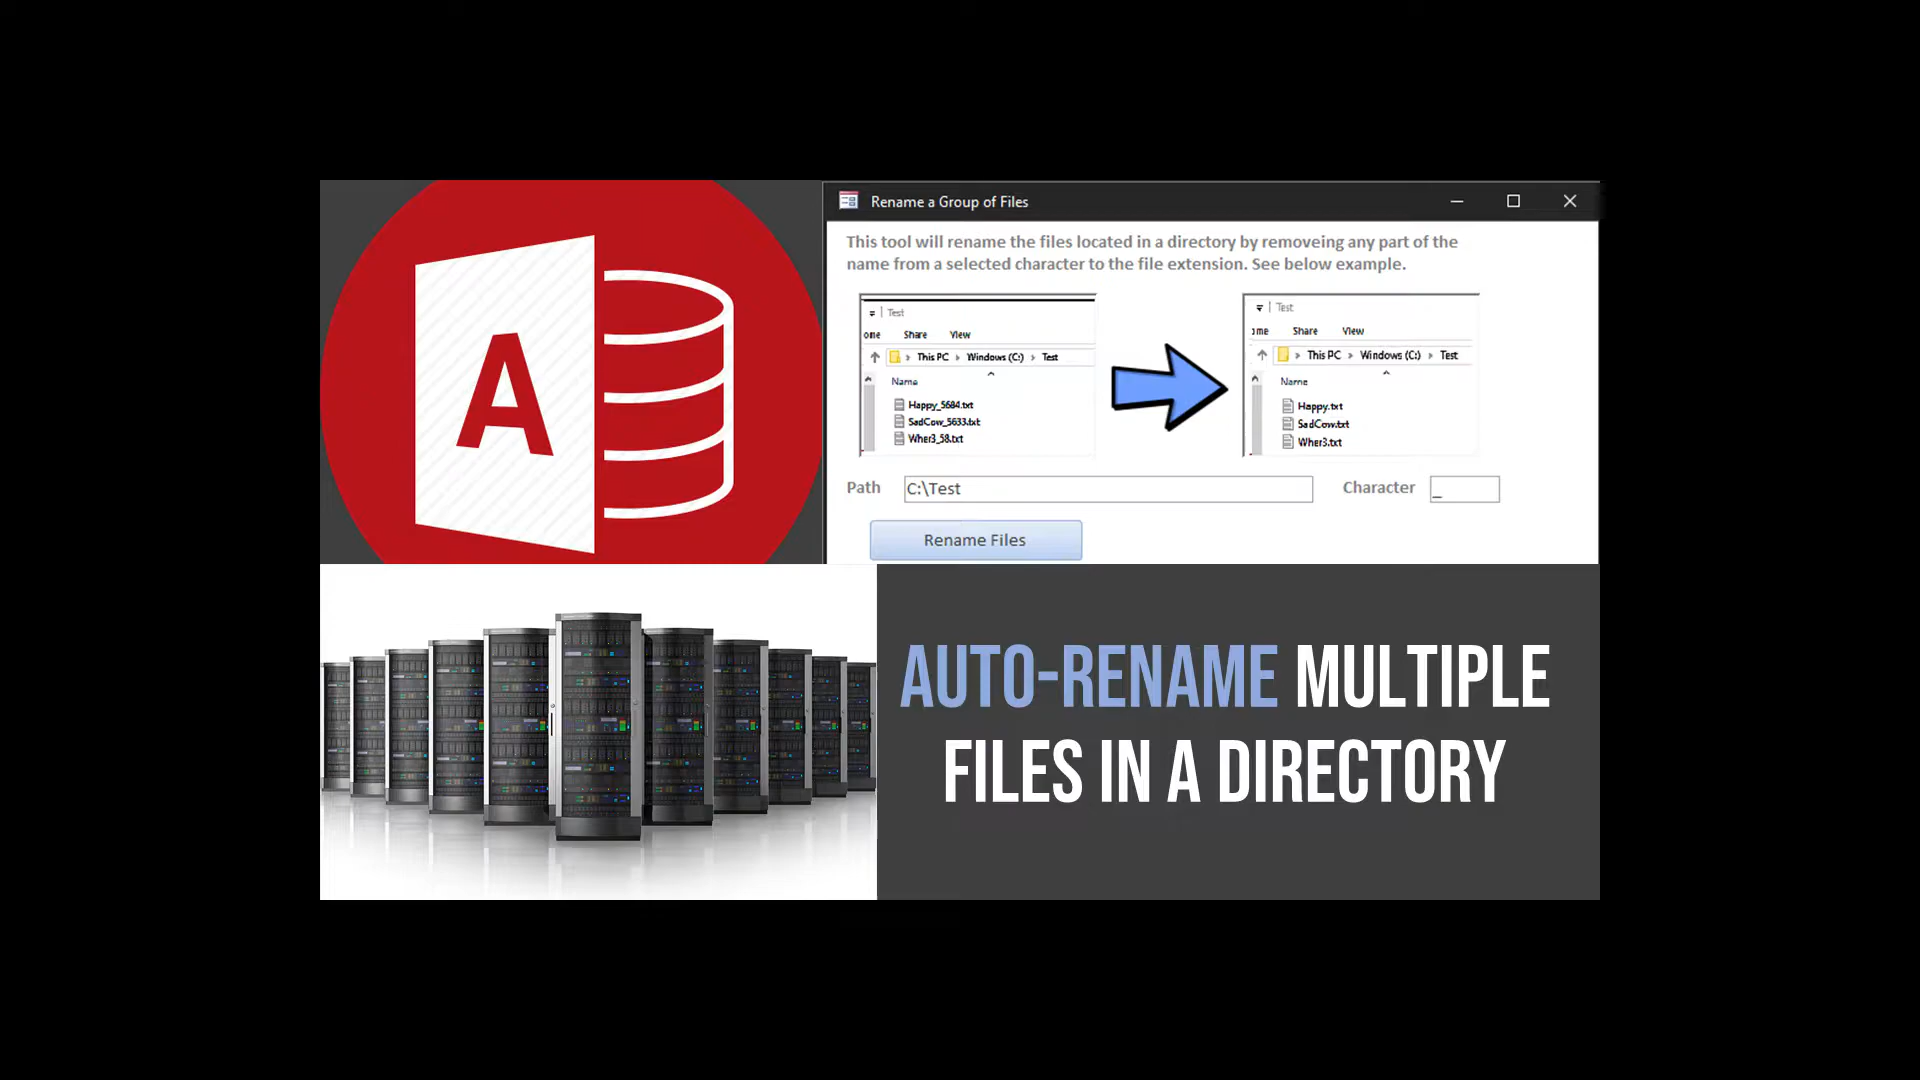 A
Rename a Group of Files
This tool will rename the files located in a directory by removeing any part of the
name from a selected character to the file extension. See below example.
Test
ome Share View
This PC > Windows (C:) > Test
Name
Happy_5684.txt
SadCow_5633.txt
Wher3_58.txt
Test
ome Share View
This PC > Windows (C:) > Test
Name
Happy.txt
SadCow.txt
Wher3.txt
Path C:\Test Character _
Rename Files
AUTO-RENAME MULTIPLE
FILES IN A DIRECTORY